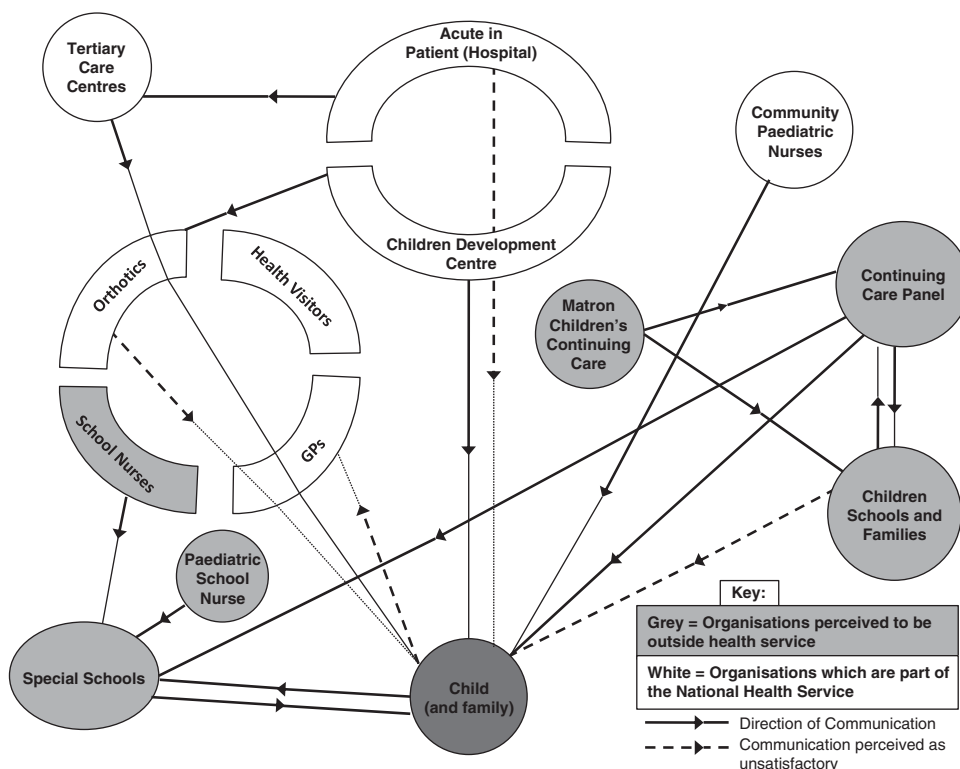 Tertiary
Care
Centres
Acute in
Patient (Hospital)
Community
Paediatric
Nurses
Children Development
Centre
Orthotics
Health Visitors
School Nurses
GPs
Matron
Children's
Continuing
Care
Continuing
Care Panel
Children
Schools and
Families
Paediatric
School
Nurse
Special Schools
Child
(and family)
Key:
Grey = Organisations perceived to be
outside health service
White = Organisations which are part of
the National Health Service
Direction of Communication
Communication perceived as
unsatisfactory